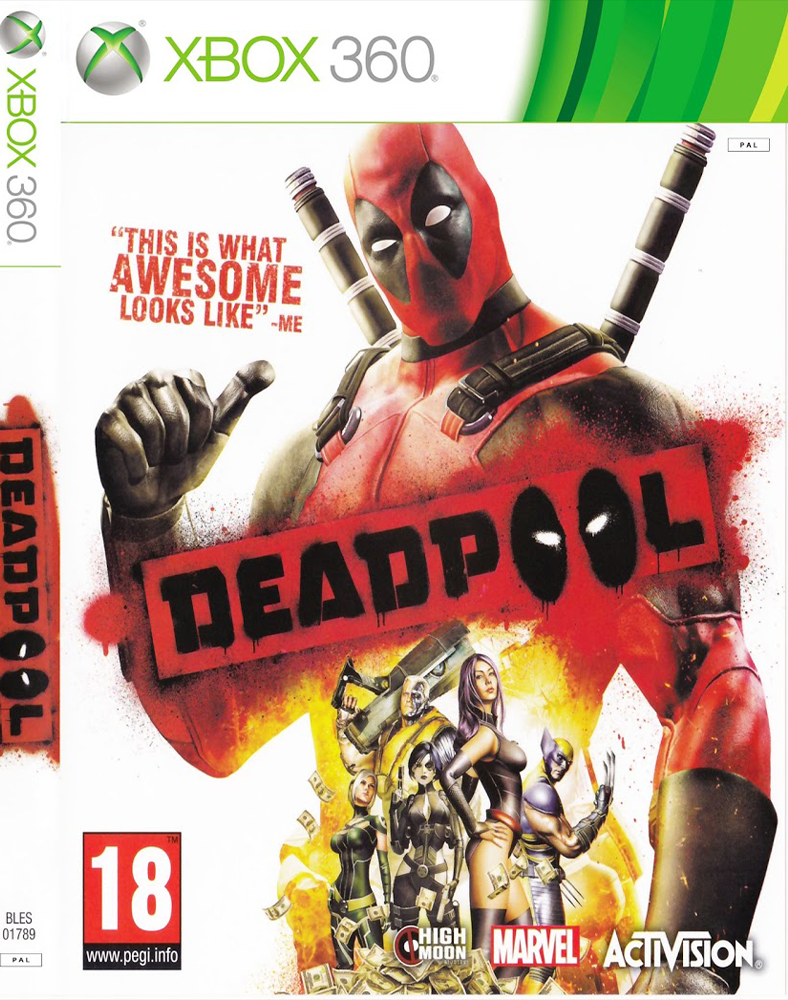 XBOX 360
DEADPOOL
BLES
01789
PAL
XBOX 360
PAL
"THIS IS WHAT
AWESOME
LOOKS LIKE" -ME
DEADPOOL
18
TM
www.pegi.info
HIGH
MOON
MARVEL
ACTIVISION